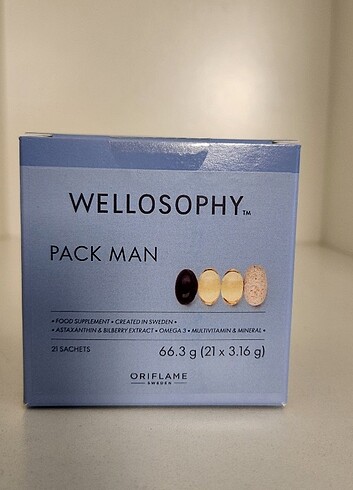 WELLOSOPHY™
PACK MAN
• FOOD SUPPLEMENT • CREATED IN SWEDEN •
• ASTAXANTHIN & BILBERRY EXTRACT • OMEGA 3 • MULTIVITAMIN & MINERAL •
21 SACHETS
66.3 g (21 x 3.16 g)
ORIFLAME
SWEDEN